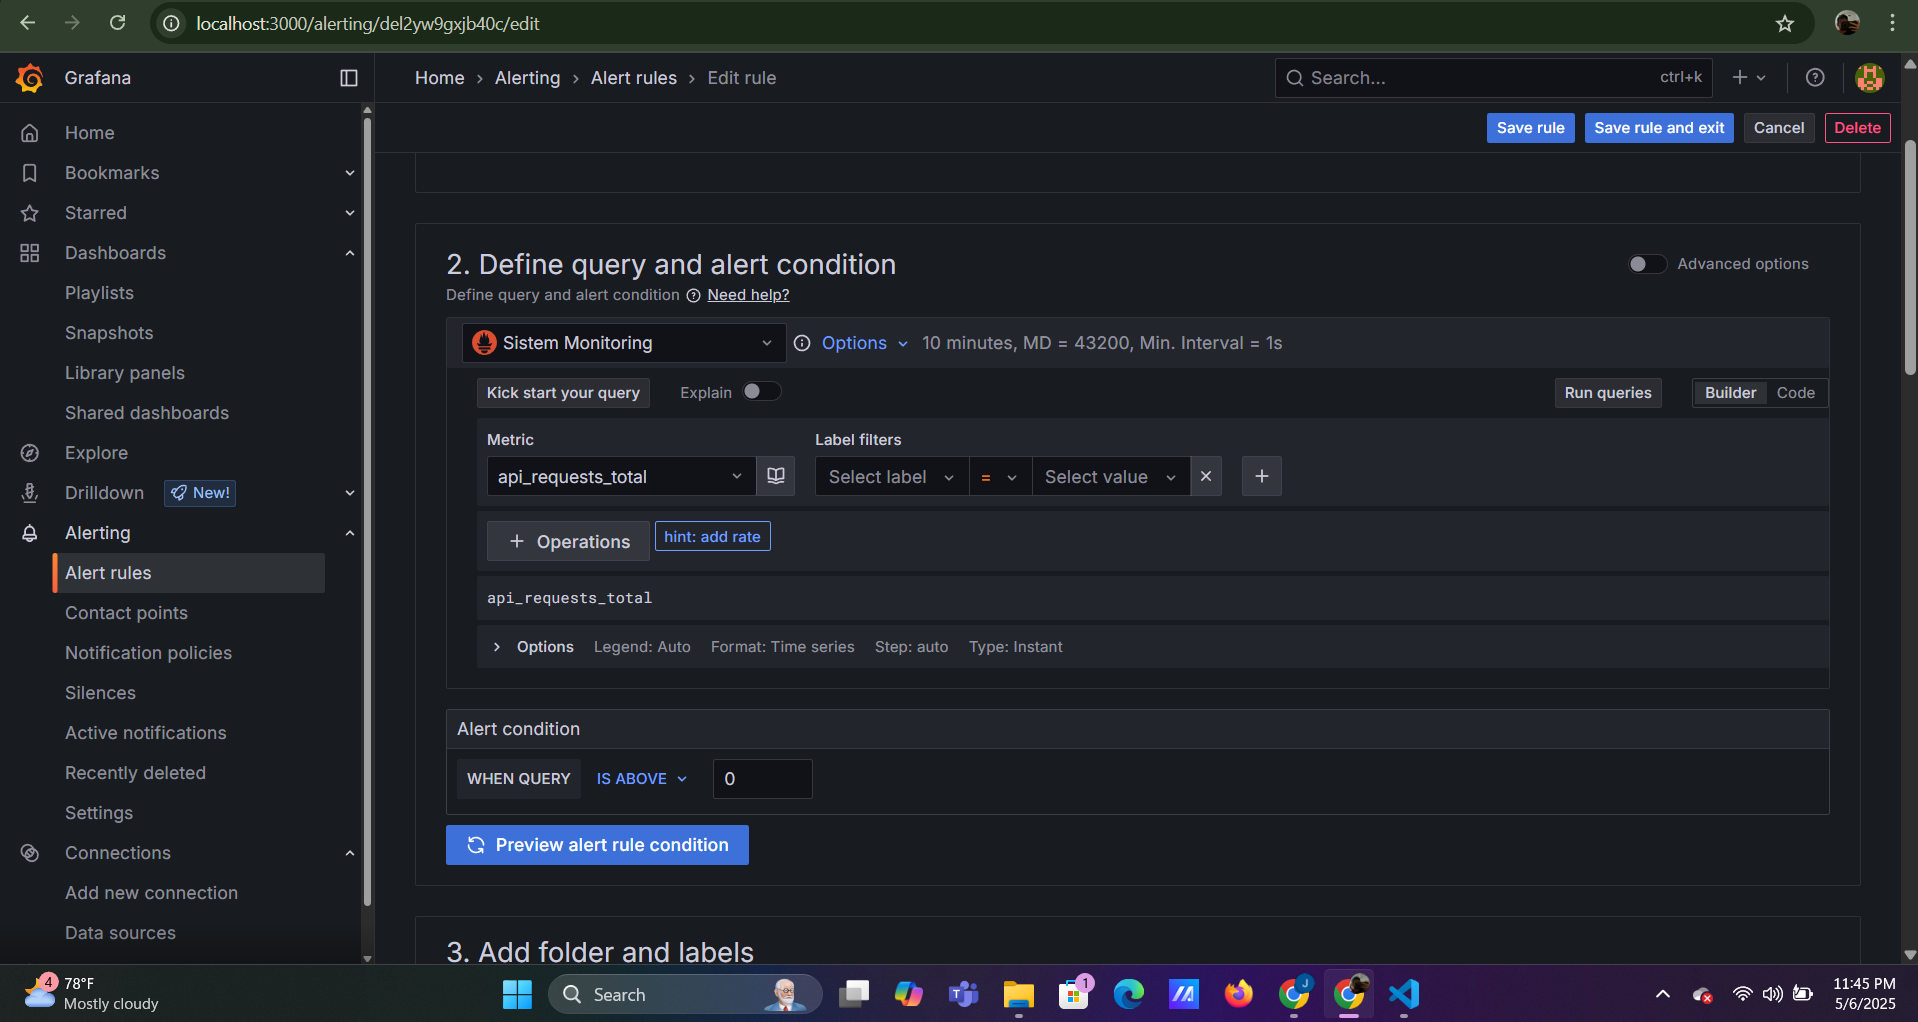 localhost:3000/alerting/del2yw9gxjb40c/edit
Grafana
Home › Alerting › Alert rules › Edit rule
Search...
ctrl+k
Save rule
Save rule and exit
Cancel
Delete
Home
Bookmarks
Starred
Dashboards
Playlists
Snapshots
Library panels
Shared dashboards
Explore
Drilldown New!
Alerting
Alert rules
Contact points
Notification policies
Silences
Active notifications
Recently deleted
Settings
Connections
Add new connection
Data sources
2. Define query and alert condition
Advanced options
Define query and alert condition Need help?
Sistem Monitoring
Options 10 minutes, MD = 43200, Min. Interval = 1s
Kick start your query
Explain
Run queries
Builder Code
Metric
Label filters
api_requests_total
Select label = Select value
+ Operations
hint: add rate
api_requests_total
Options Legend: Auto Format: Time series Step: auto Type: Instant
Alert condition
WHEN QUERY IS ABOVE 0
Preview alert rule condition
3. Add folder and labels
4
78°F
Mostly cloudy
Search
T
1
J
11:45 PM
5/6/2025